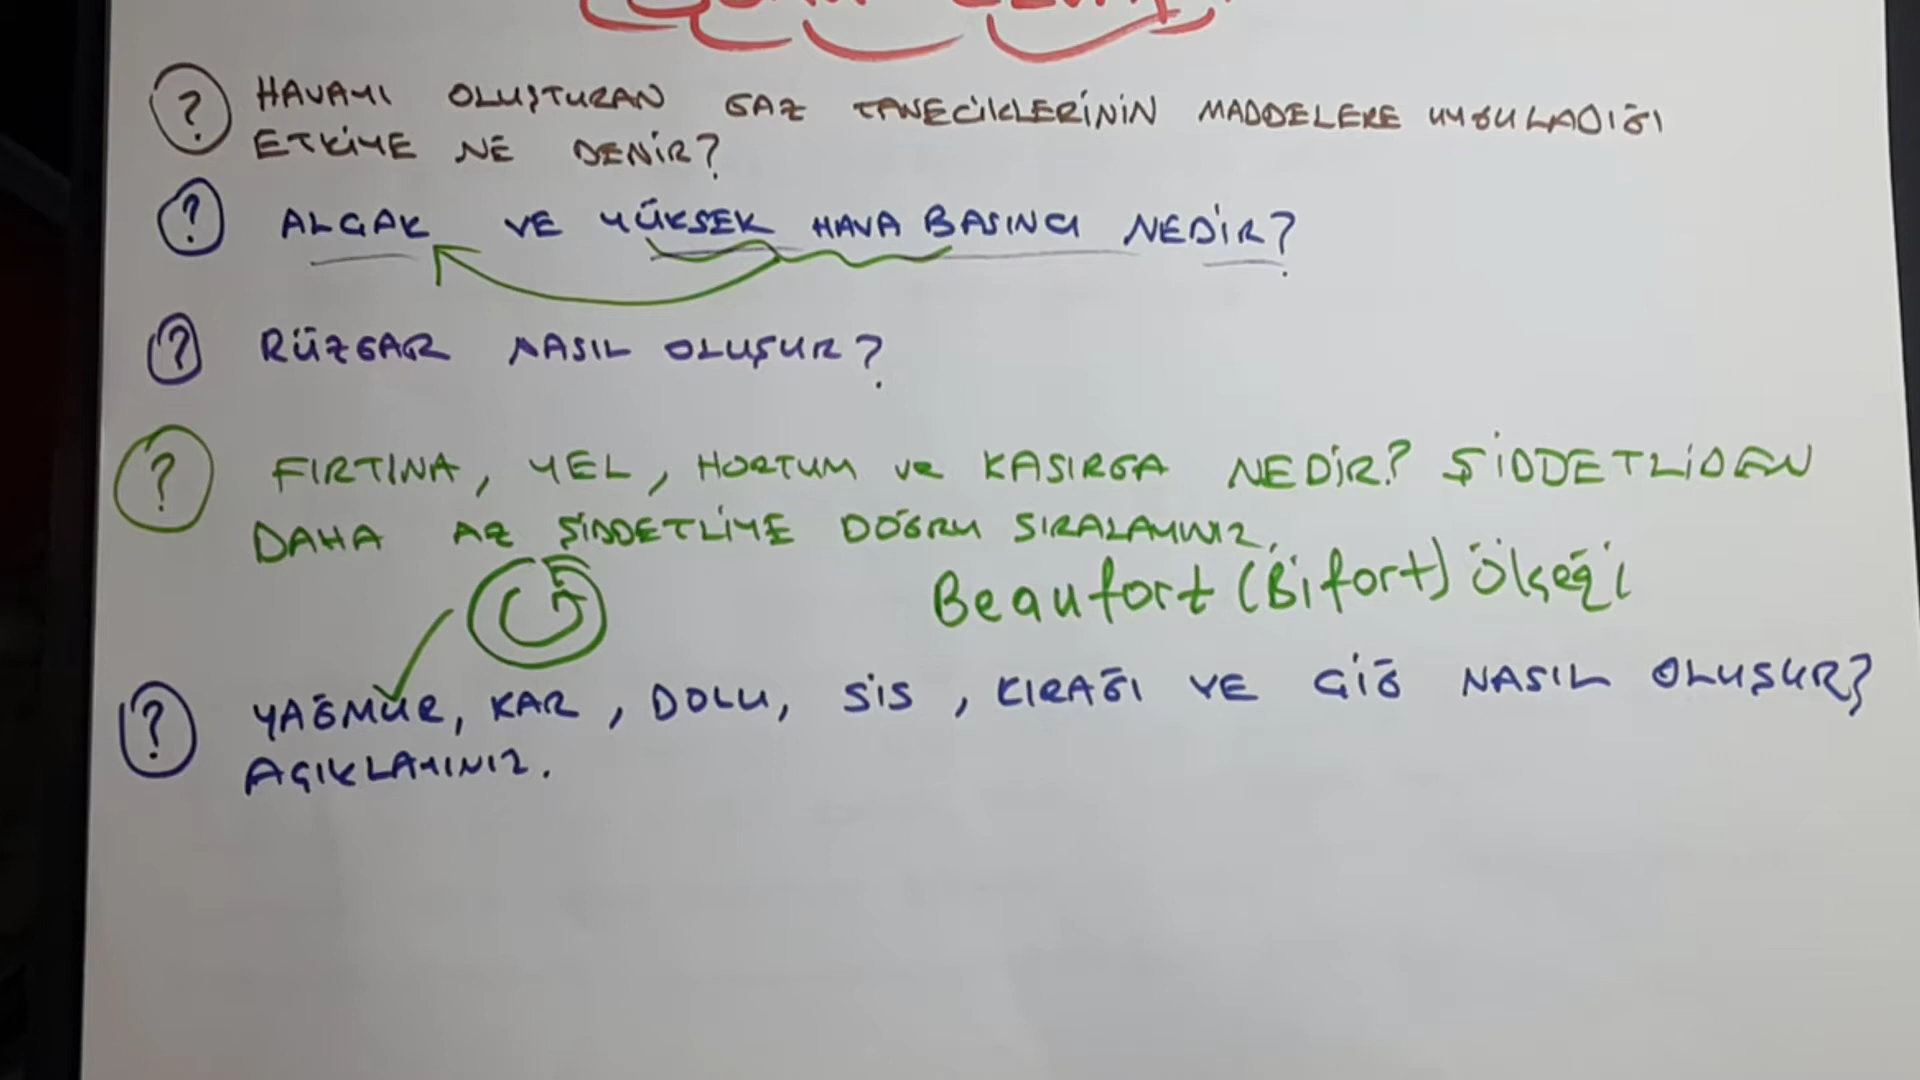 ? HAVAYI OLUŞTURAN GAZ TANECİKLERİNİN MADDELERE UYGULADIĞI
ETKİYE NE DENİR?
? ALÇAK VE YÜKSEK HAVA BASINCI NEDİR?
? RÜZGAR NASIL OLUŞUR?
? FIRTINA, YEL, HORTUM ve KASIRGA NEDİR? ŞİDDETLİDEN
DAHA AZ ŞİDDETLİYE DOĞRU SIRALAYINIZ.
Beaufort (Bifort) Ölçeği
? YAĞMUR, KAR, DOLU, SİS, KIRAĞI VE ÇİĞ NASIL OLUŞUR?
AÇIKLAYINIZ.